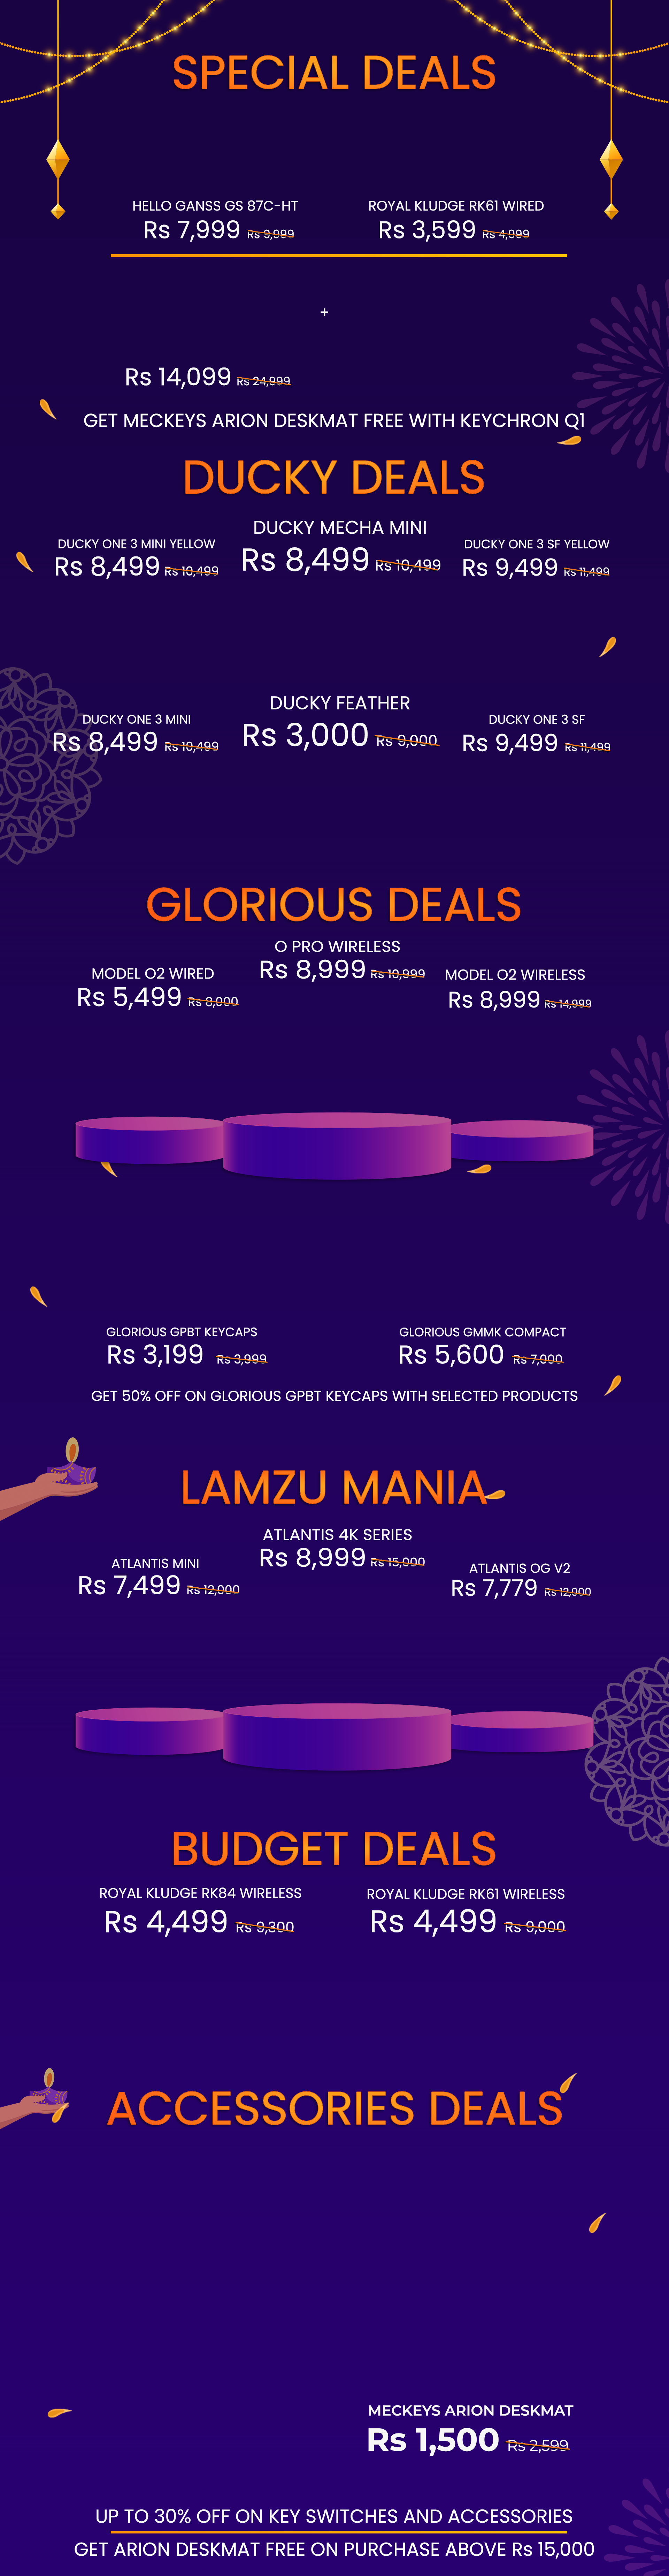 SPECIAL DEALS
HELLO GANSS GS 87C-HT
Rs 7,999 Rs 9,999
ROYAL KLUDGE RK61 WIRED
Rs 3,599 Rs 4,999
+
Rs 14,099 Rs 24,999
GET MECKEYS ARION DESKMAT FREE WITH KEYCHRON Q1
DUCKY DEALS
DUCKY ONE 3 MINI YELLOW
Rs 8,499 Rs 10,499
DUCKY MECHA MINI
Rs 8,499 Rs 10,499
DUCKY ONE 3 SF YELLOW
Rs 9,499 Rs 11,499
DUCKY ONE 3 MINI
Rs 8,499 Rs 10,499
DUCKY FEATHER
Rs 3,000 Rs 9,000
DUCKY ONE 3 SF
Rs 9,499 Rs 11,499
GLORIOUS DEALS
MODEL O2 WIRED
Rs 5,499 Rs 8,000
O PRO WIRELESS
Rs 8,999 Rs 10,999
MODEL O2 WIRELESS
Rs 8,999 Rs 14,999
GLORIOUS GPBT KEYCAPS
Rs 3,199 Rs 3,999
GLORIOUS GMMK COMPACT
Rs 5,600 Rs 7,000
GET 50% OFF ON GLORIOUS GPBT KEYCAPS WITH SELECTED PRODUCTS
LAMZU MANIA
ATLANTIS MINI
Rs 7,499 Rs 12,000
ATLANTIS 4K SERIES
Rs 8,999 Rs 15,000
ATLANTIS OG V2
Rs 7,779 Rs 12,000
BUDGET DEALS
ROYAL KLUDGE RK84 WIRELESS
Rs 4,499 Rs 9,300
ROYAL KLUDGE RK61 WIRELESS
Rs 4,499 Rs 9,000
ACCESSORIES DEALS
MECKEYS ARION DESKMAT
Rs 1,500 Rs 2,599
UP TO 30% OFF ON KEY SWITCHES AND ACCESSORIES
GET ARION DESKMAT FREE ON PURCHASE ABOVE Rs 15,000